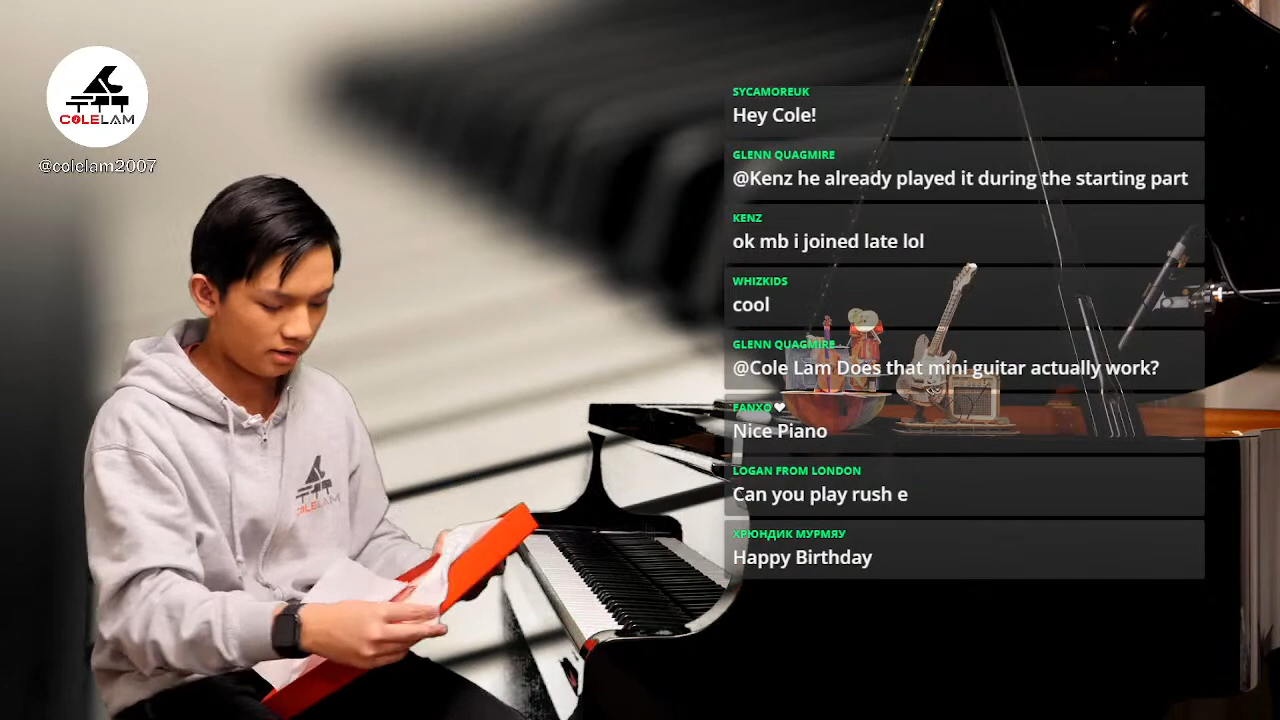 COLELAM
@colelam2007
SYCAMOREUK
Hey Cole!
GLENN QUAGMIRE
@Kenz he already played it during the starting part
KENZ
ok mb i joined late lol
WHIZKIDS
cool
GLENN QUAGMIRE
@Cole Lam Does that mini guitar actually work?
FANXO🤍
Nice Piano
LOGAN FROM LONDON
Can you play rush e
ХРЮНДИК МУРМЯУ
Happy Birthday
COLELAM